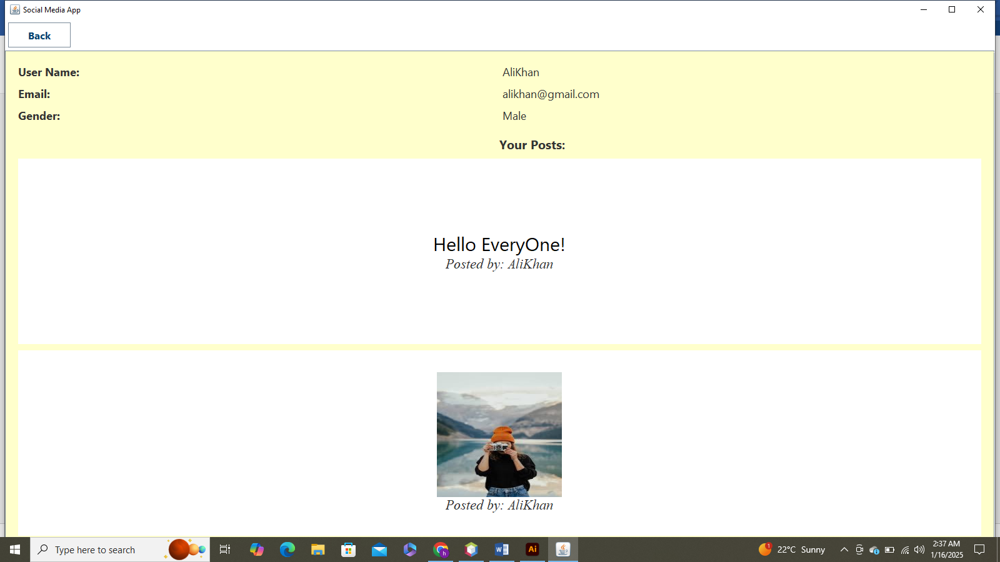 Social Media App
Back
User Name: AliKhan
Email: alikhan@gmail.com
Gender: Male
Your Posts:
Hello EveryOne!
Posted by: AliKhan
Posted by: AliKhan
Type here to search
h
W
Ai
1
22°C Sunny
2:37 AM
1/16/2025